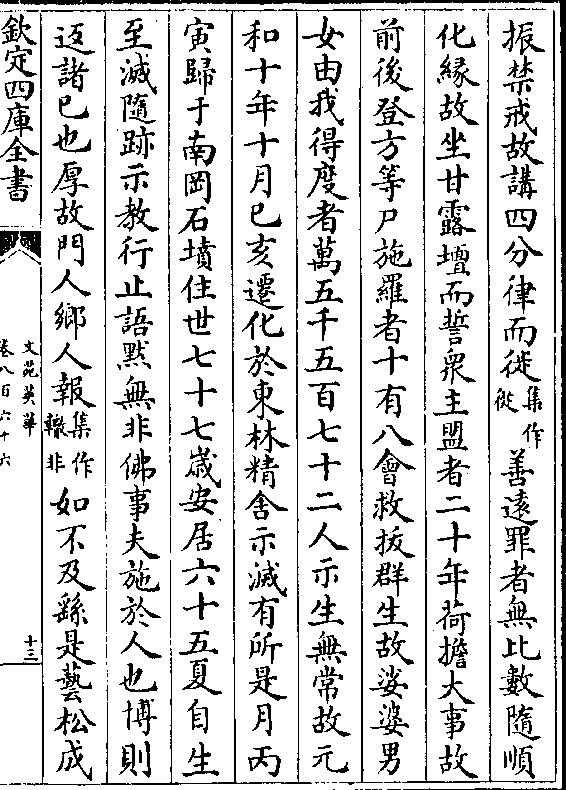 振禁戒故講四分律而徙集作徙善遠罪者無比數隨順
化縁故坐甘露壇而誓衆主盟者二十年荷擔大事故
前後登方等尸施羅者十有八會救拔群生故娑婆男
女由我得度者萬五千五百七十二人示生無常故元
和十年十月己亥遷化於東林精舍示滅有所是月丙
寅歸于南岡石墳住世七十七嵗安居六十五夏自生
至滅隨跡示教行止語黙無非佛事夫施於人也博則
返諸已也厚故門人鄉人報集作轍非如不及繇是藝松成
欽定四庫全書
文苑英華
卷八百六十六
十三